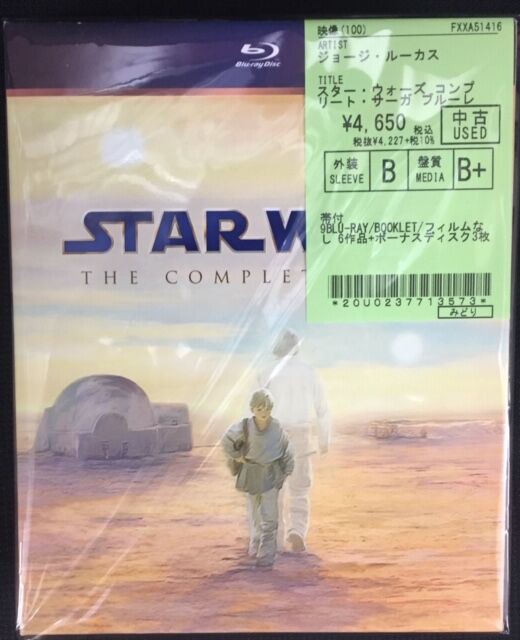 Blu-ray Disc
映像(100) FXXA51416
ARTIST
ジョージ・ルーカス
TITLE
スター・ウォーズ コンプ
リート・サーガ ブルーレ
¥4,650 税込
税抜¥4,227+税10%
中古
USED
外装
SLEEVE
B
盤質
MEDIA
B+
帯付
9BLU-RAY/BOOKLET/フィルムな
し 6作品+ボーナスディスク3枚
*20U0237713573*
みどり
STAR W
THE COMPLET